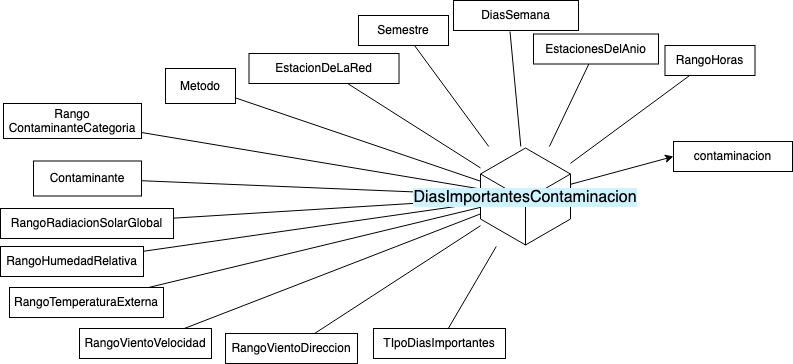 DiasSemana
Semestre
EstacionesDelAnio
RangoHoras
EstacionDeLaRed
Metodo
Rango
ContaminanteCategoria
contaminacion
Contaminante
DiasImportantesContaminacion
RangoRadiacionSolarGlobal
RangoHumedadRelativa
RangoTemperaturaExterna
RangoVientoVelocidad
RangoVientoDireccion
TIpoDiasImportantes